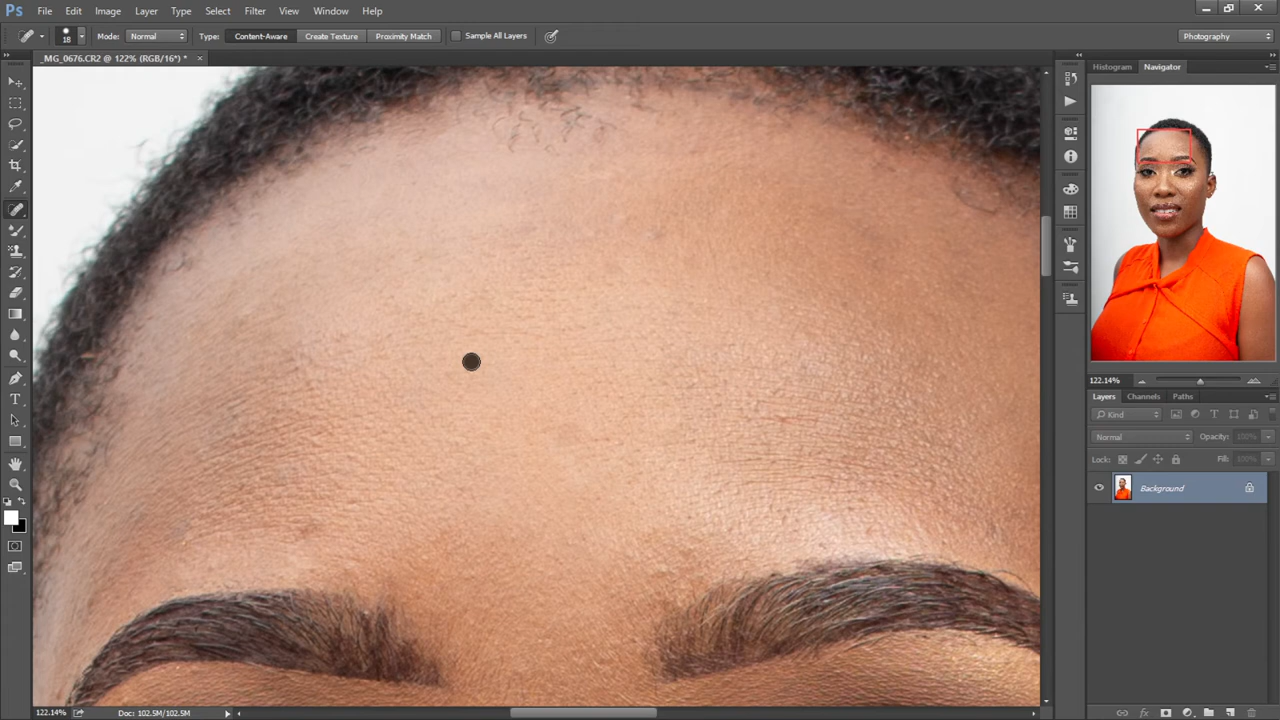 Ps File Edit Image Layer Type Select Filter View Window Help
18 Mode: Normal Type: Content-Aware Create Texture Proximity Match Sample All Layers Photography
_MG_0676.CR2 @ 122% (RGB/16*) * ×
Histogram Navigator
122.14%
Layers Channels Paths
Kind
Normal Opacity: 100%
Lock: Fill: 100%
Background
T
122.14% Doc: 102.5M/102.5M
fx